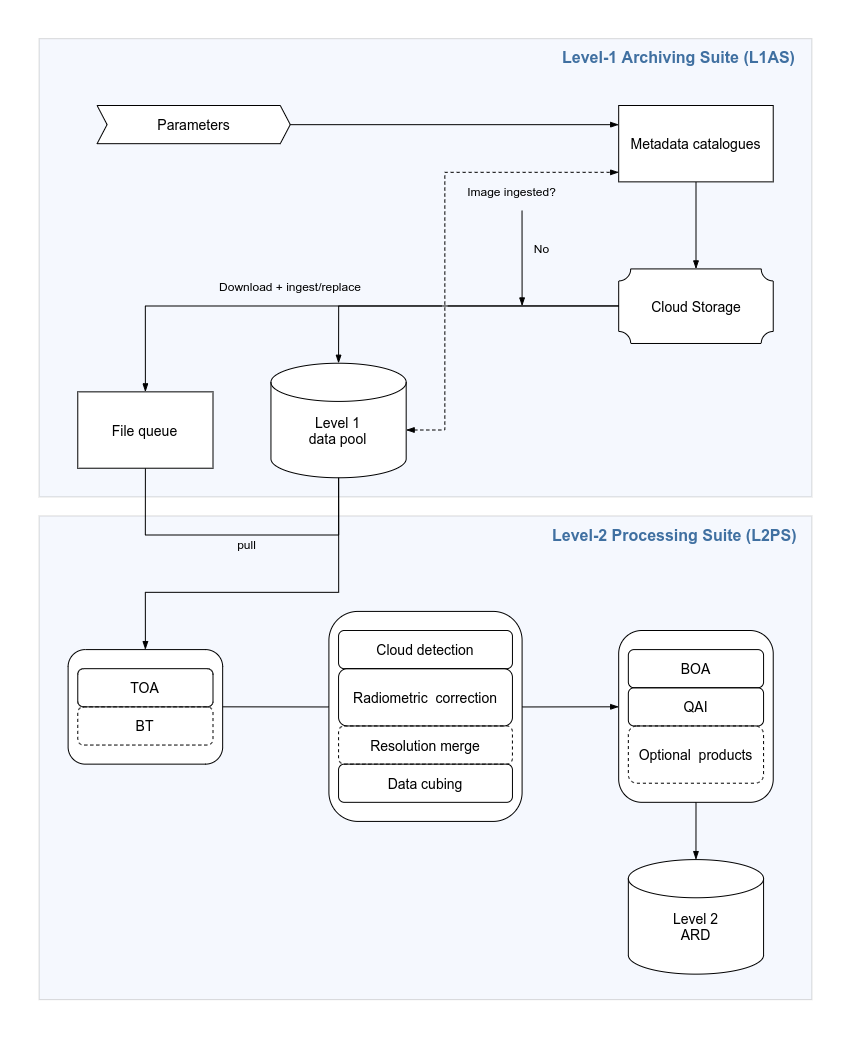 Level-1 Archiving Suite (L1AS)
Parameters
Metadata catalogues
Image ingested?
No
Download + ingest/replace
Cloud Storage
File queue
Level 1
data pool
Level-2 Processing Suite (L2PS)
pull
TOA
BT
Cloud detection
Radiometric correction
Resolution merge
Data cubing
BOA
QAI
Optional products
Level 2
ARD